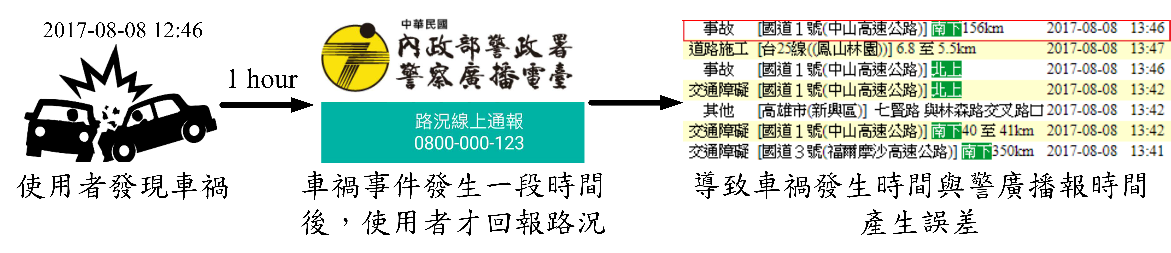 2017-08-08 12:46
使用者發現車禍
1 hour
中華民國
內政部警政署
警察廣播電臺
路況線上通報
0800-000-123
車禍事件發生一段時間
後，使用者才回報路況
事故 [國道1號(中山高速公路)] 南下156km 2017-08-08 13:46
道路施工 [台25線((鳳山林園))] 6.8 至 5.5km 2017-08-08 13:47
事故 [國道1號(中山高速公路)] 北上 2017-08-08 13:46
交通障礙 [國道1號(中山高速公路)] 北上 2017-08-08 13:42
其他 [高雄市(新興區)] 七賢路 與林森路交叉路口 2017-08-08 13:42
交通障礙 [國道1號(中山高速公路)] 南下40 至 41km 2017-08-08 13:42
交通障礙 [國道3號(福爾摩沙高速公路)] 南下350km 2017-08-08 13:41
導致車禍發生時間與警廣播報時間
產生誤差